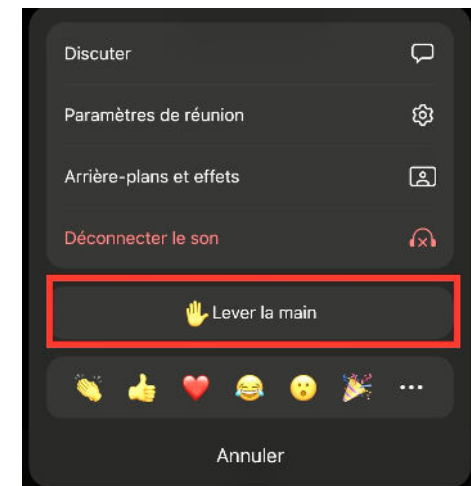 Discuter
Paramètres de réunion
Arrière-plans et effets
Déconnecter le son
Lever la main
Annuler